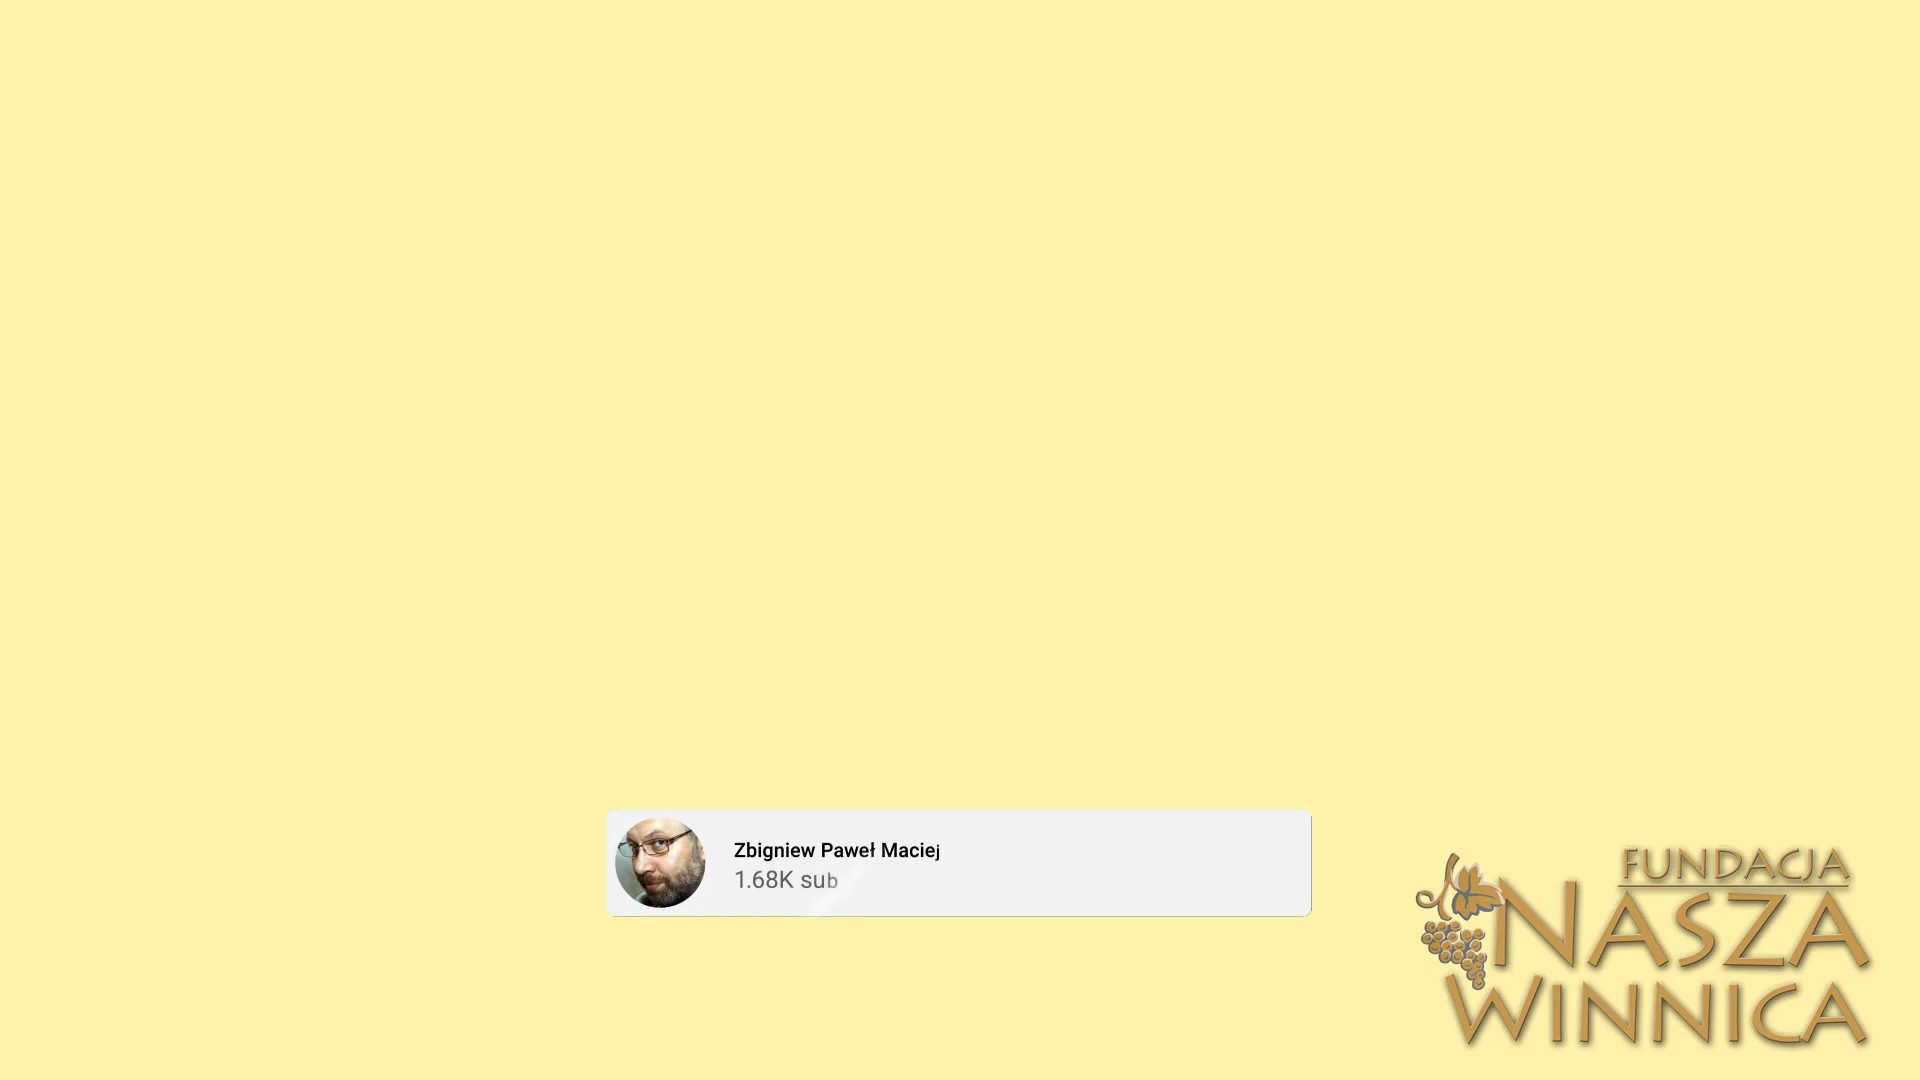 Zbigniew Paweł Maciej
1.68K sub
FUNDACJA
NASZA
WINNICA